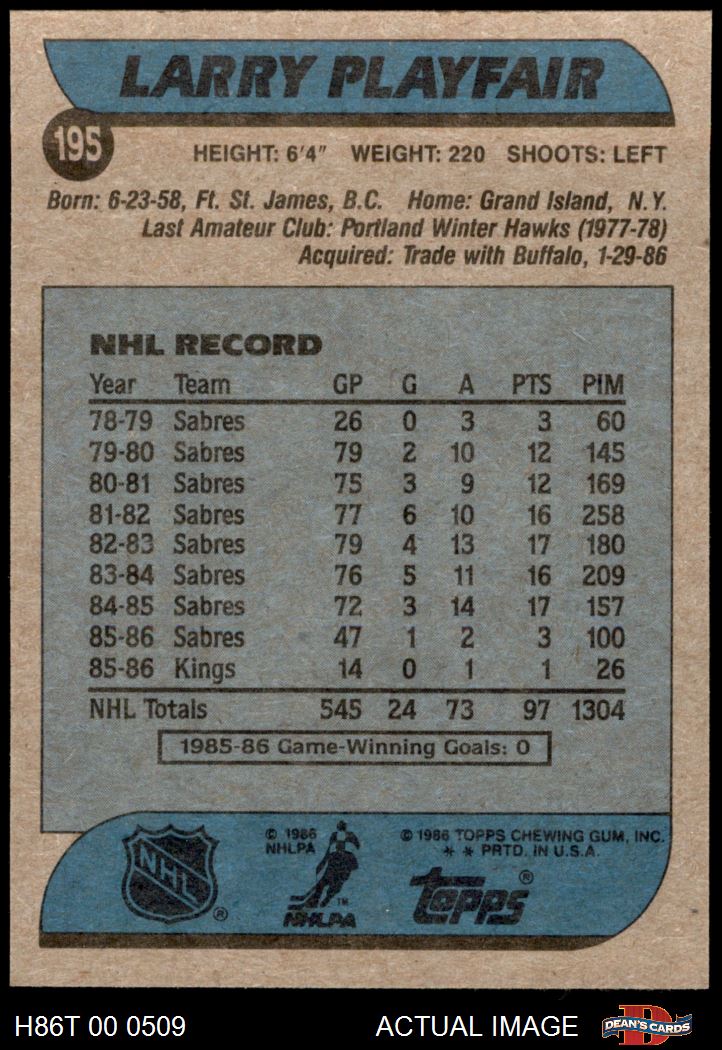 LARRY PLAYFAIR
195
HEIGHT: 6'4" WEIGHT: 220 SHOOTS: LEFT
Born: 6-23-58, Ft. St. James, B.C. Home: Grand Island, N.Y.
Last Amateur Club: Portland Winter Hawks (1977-78)
Acquired: Trade with Buffalo, 1-29-86
NHL RECORD
Year Team GP G A PTS PIM
78-79 Sabres 26 0 3 3 60
79-80 Sabres 79 2 10 12 145
80-81 Sabres 75 3 9 12 169
81-82 Sabres 77 6 10 16 258
82-83 Sabres 79 4 13 17 180
83-84 Sabres 76 5 11 16 209
84-85 Sabres 72 3 14 17 157
85-86 Sabres 47 1 2 3 100
85-86 Kings 14 0 1 1 26
NHL Totals 545 24 73 97 1304
1985-86 Game-Winning Goals: 0
NHL ®
© 1986
NHLPA
NHLPA ™
© 1986 TOPPS CHEWING GUM, INC.
* * PRTD. IN U.S.A.
topps ®
H86T 00 0509 ACTUAL IMAGE
D
DEAN'S CARDS